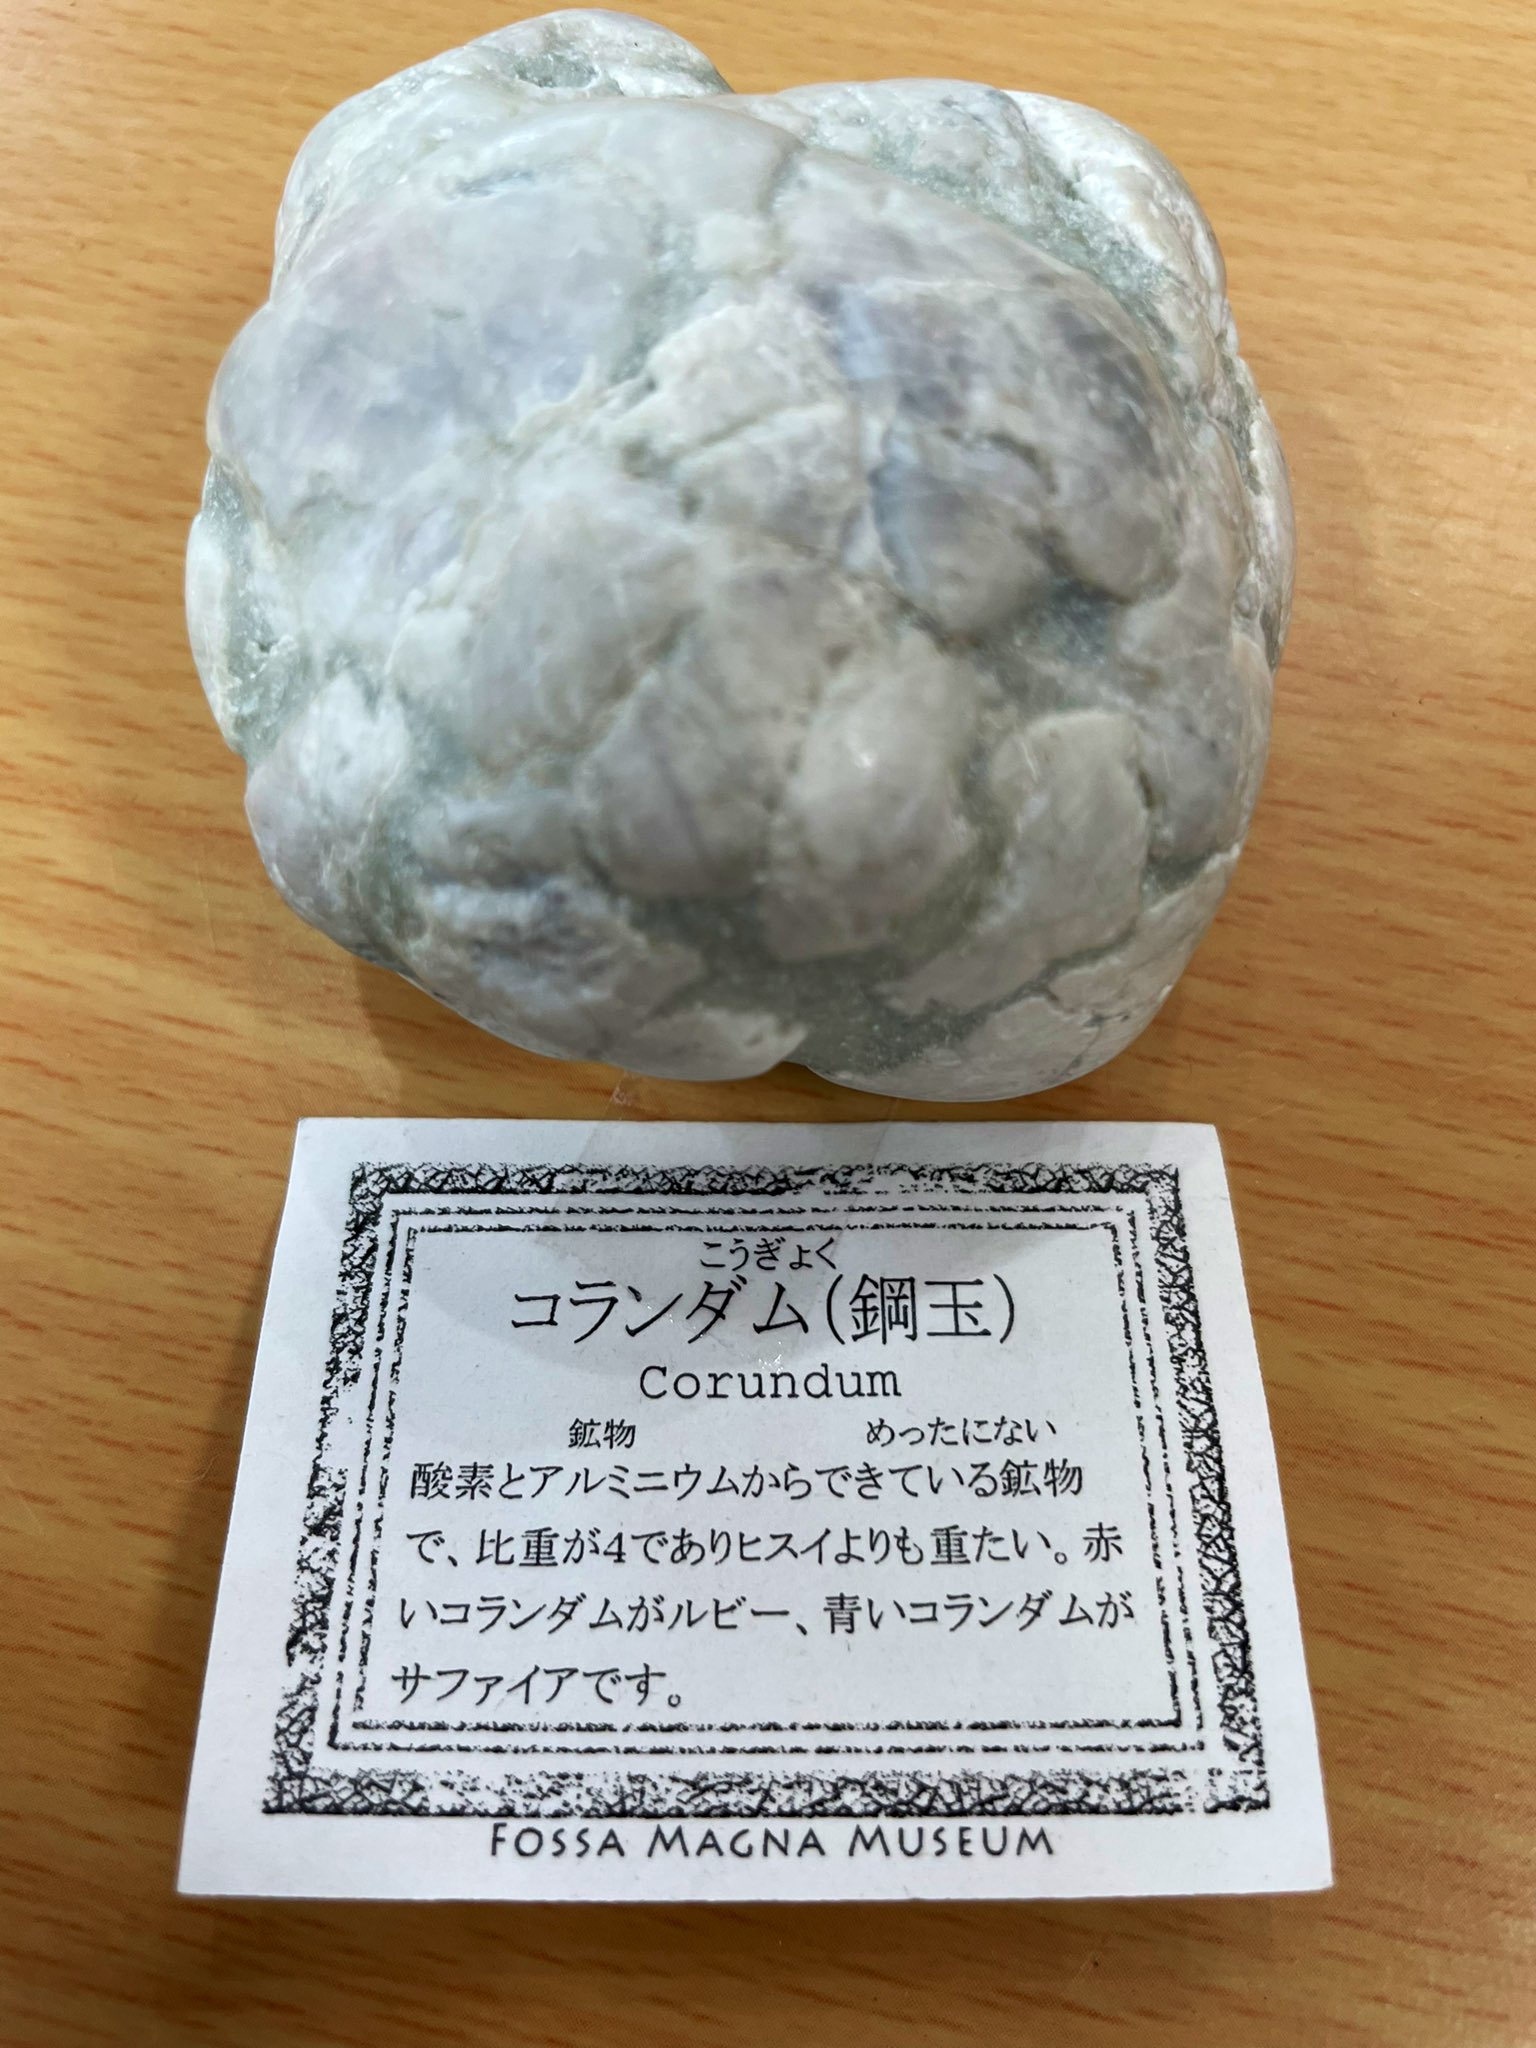 こうぎょく
コランダム(鋼玉)
Corundum
鉱物 めったにない
酸素とアルミニウムからできている鉱物
で、比重が4でありヒスイよりも重たい。赤
いコランダムがルビー、青いコランダムが
サファイアです。
FOSSA MAGNA MUSEUM